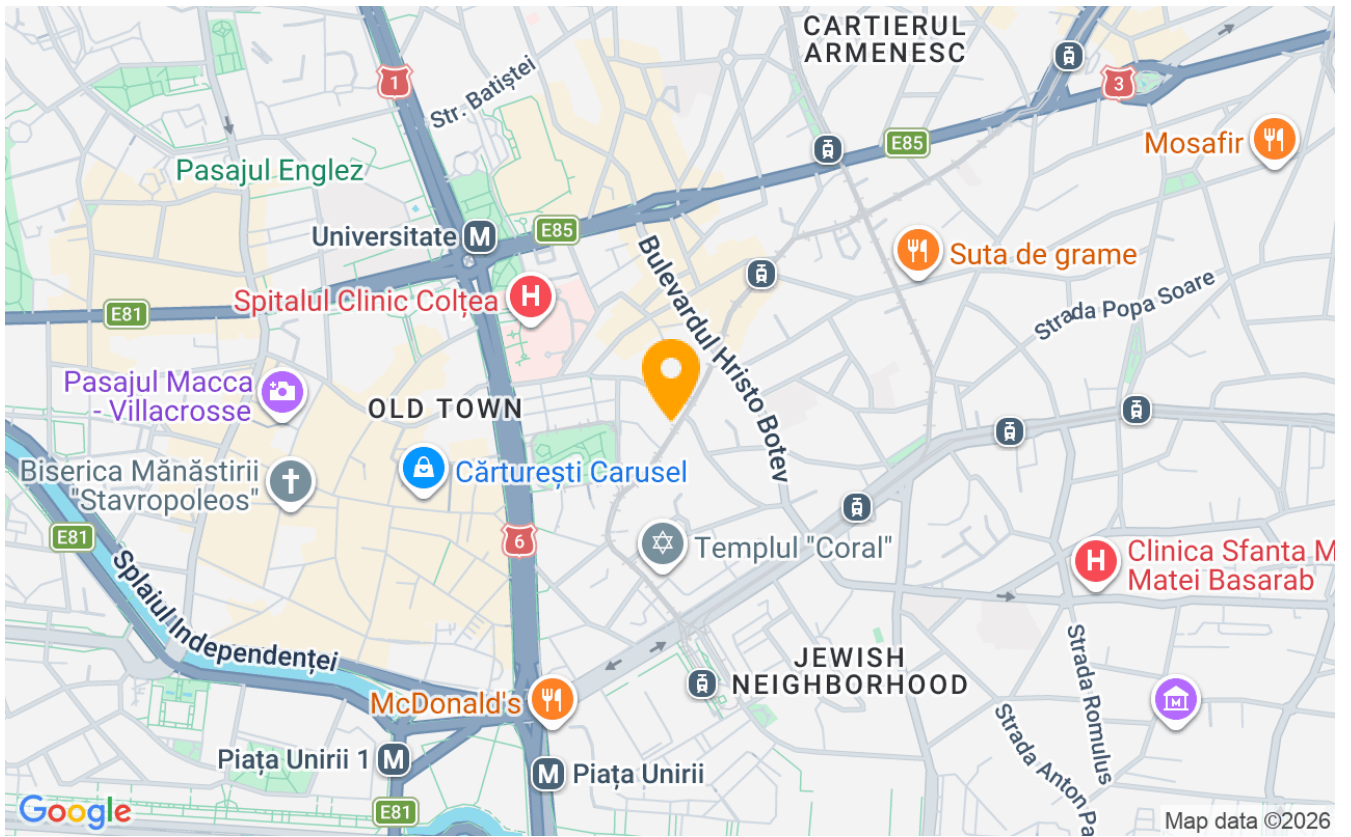 CARTIERUL
ARMENESC
1
Str. Batiștei
3
E85
Mosafir
Pasajul Englez
Universitate M
E85
Bulevardul Hristo Botev
Suta de grame
Spitalul Clinic Colțea
H
E81
Strada Popa Soare
Pasajul Macca
- Villacrosse
OLD TOWN
Biserica Mănăstirii
"Stavropoleos"
Cărturești Carusel
E81
6
Templul "Coral"
H
Clinica Sfanta M
Matei Basarab
Splaiul Independenței
JEWISH
NEIGHBORHOOD
McDonald's
Strada Romulus
M
Strada Anton Pa
Piața Unirii 1 M
M Piața Unirii
E81
Google
Map data ©2026